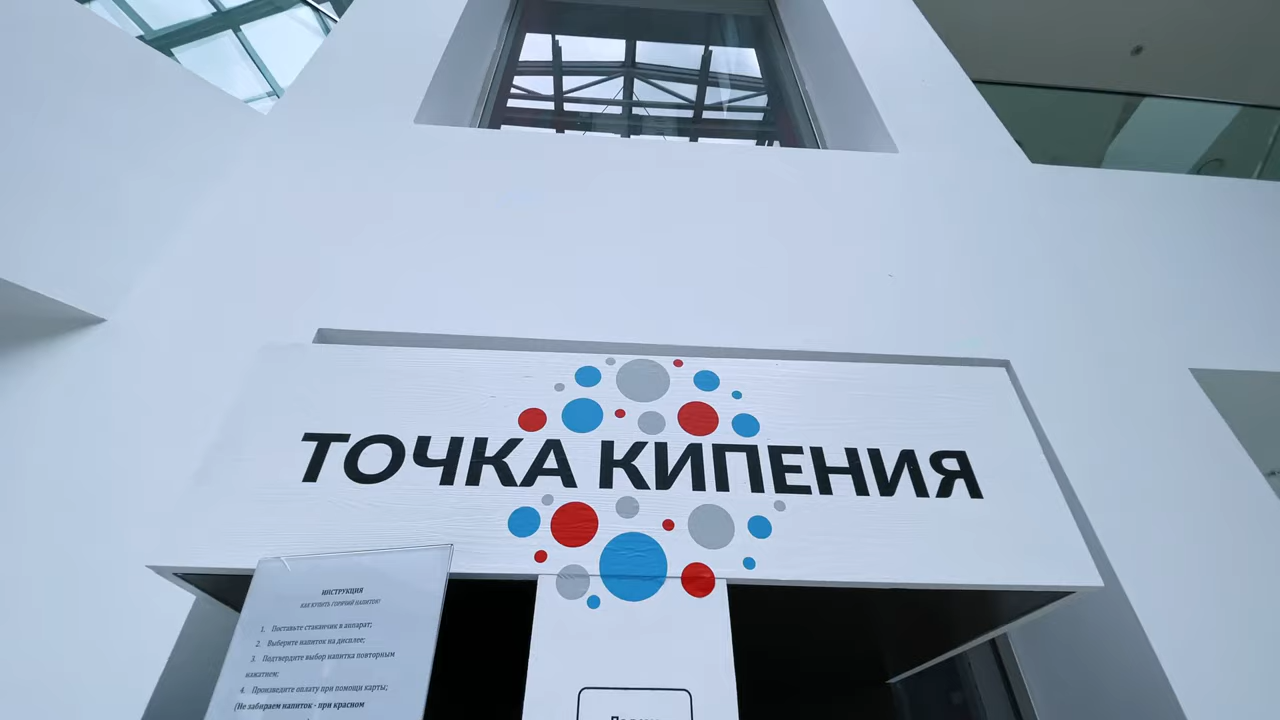 ТОЧКА КИПЕНИЯ
ИНСТРУКЦИЯ
КАК КУПИТЬ ГОРЯЧИЙ НАПИТОК?
1. Поставьте стаканчик в аппарат;
2. Выберите напиток на дисплее;
3. Подтвердите выбор напитка повторным
нажатием;
4. Произведите оплату при помощи карты;
(Не забираем напиток - при красном